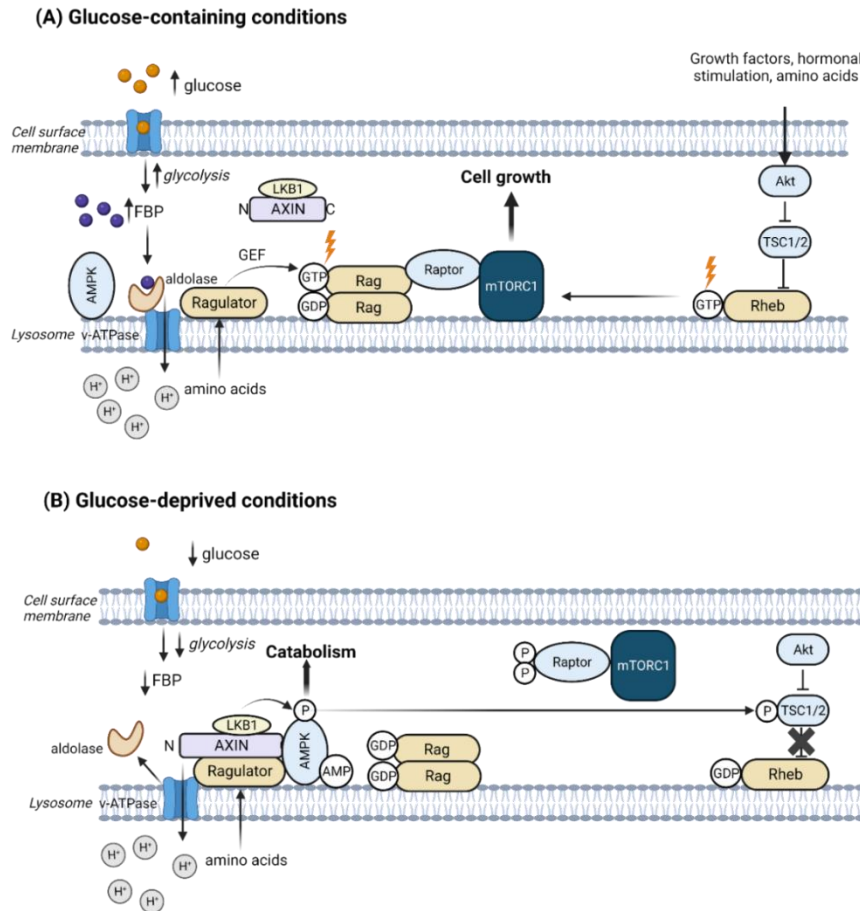 (A) Glucose-containing conditions
Growth factors, hormonal
stimulation, amino acids
glucose
Cell surface
membrane
glycolysis
FBP
LKB1
N AXIN C
Cell growth
Akt
TSC1/2
AMPK
aldolase
GEF
Ragulator
GTP Rag
GDP Rag
Raptor
mTORC1
GTP Rheb
Lysosome v-ATPase
amino acids
H+
H+
H+
H+
H+
H+
(B) Glucose-deprived conditions
glucose
Cell surface
membrane
glycolysis
FBP
Catabolism
P
P
Raptor
mTORC1
Akt
P TSC1/2
aldolase
LKB1
N AXIN
Ragulator
P
AMPK
AMP
GDP Rag
GDP Rag
GDP Rheb
Lysosome v-ATPase
amino acids
H+
H+
H+
H+
H+
H+